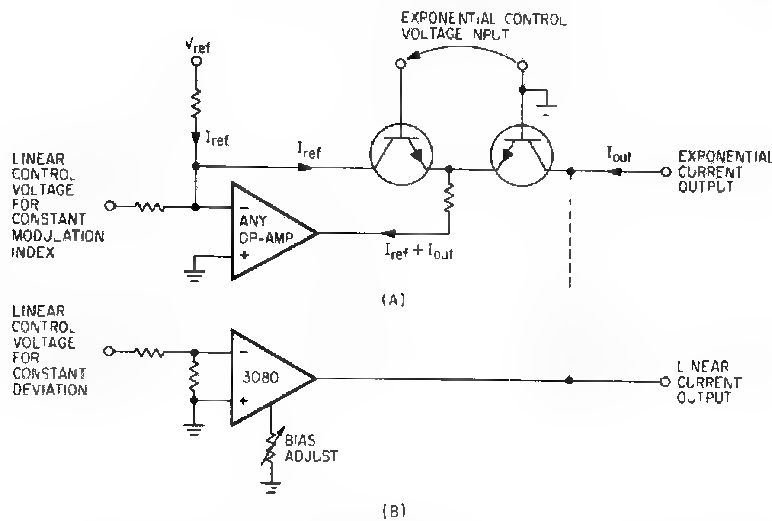 EXPONENTIAL CONTROL
VOLTAGE NPUT
Vref
Iref
Iref
Iout
EXPONENTIAL
CURRENT
OUTPUT
LINEAR
CONTROL
VOLTAGE
FOR
CONSTANT
MODULATION
INDEX
-
ANY
OP-AMP
+
Iref + Iout
(A)
LINEAR
CONTROL
VOLTAGE
FOR
CONSTANT
DEVIATION
-
3080
+
BIAS
ADJUST
LINEAR
CURRENT
OUTPUT
(B)